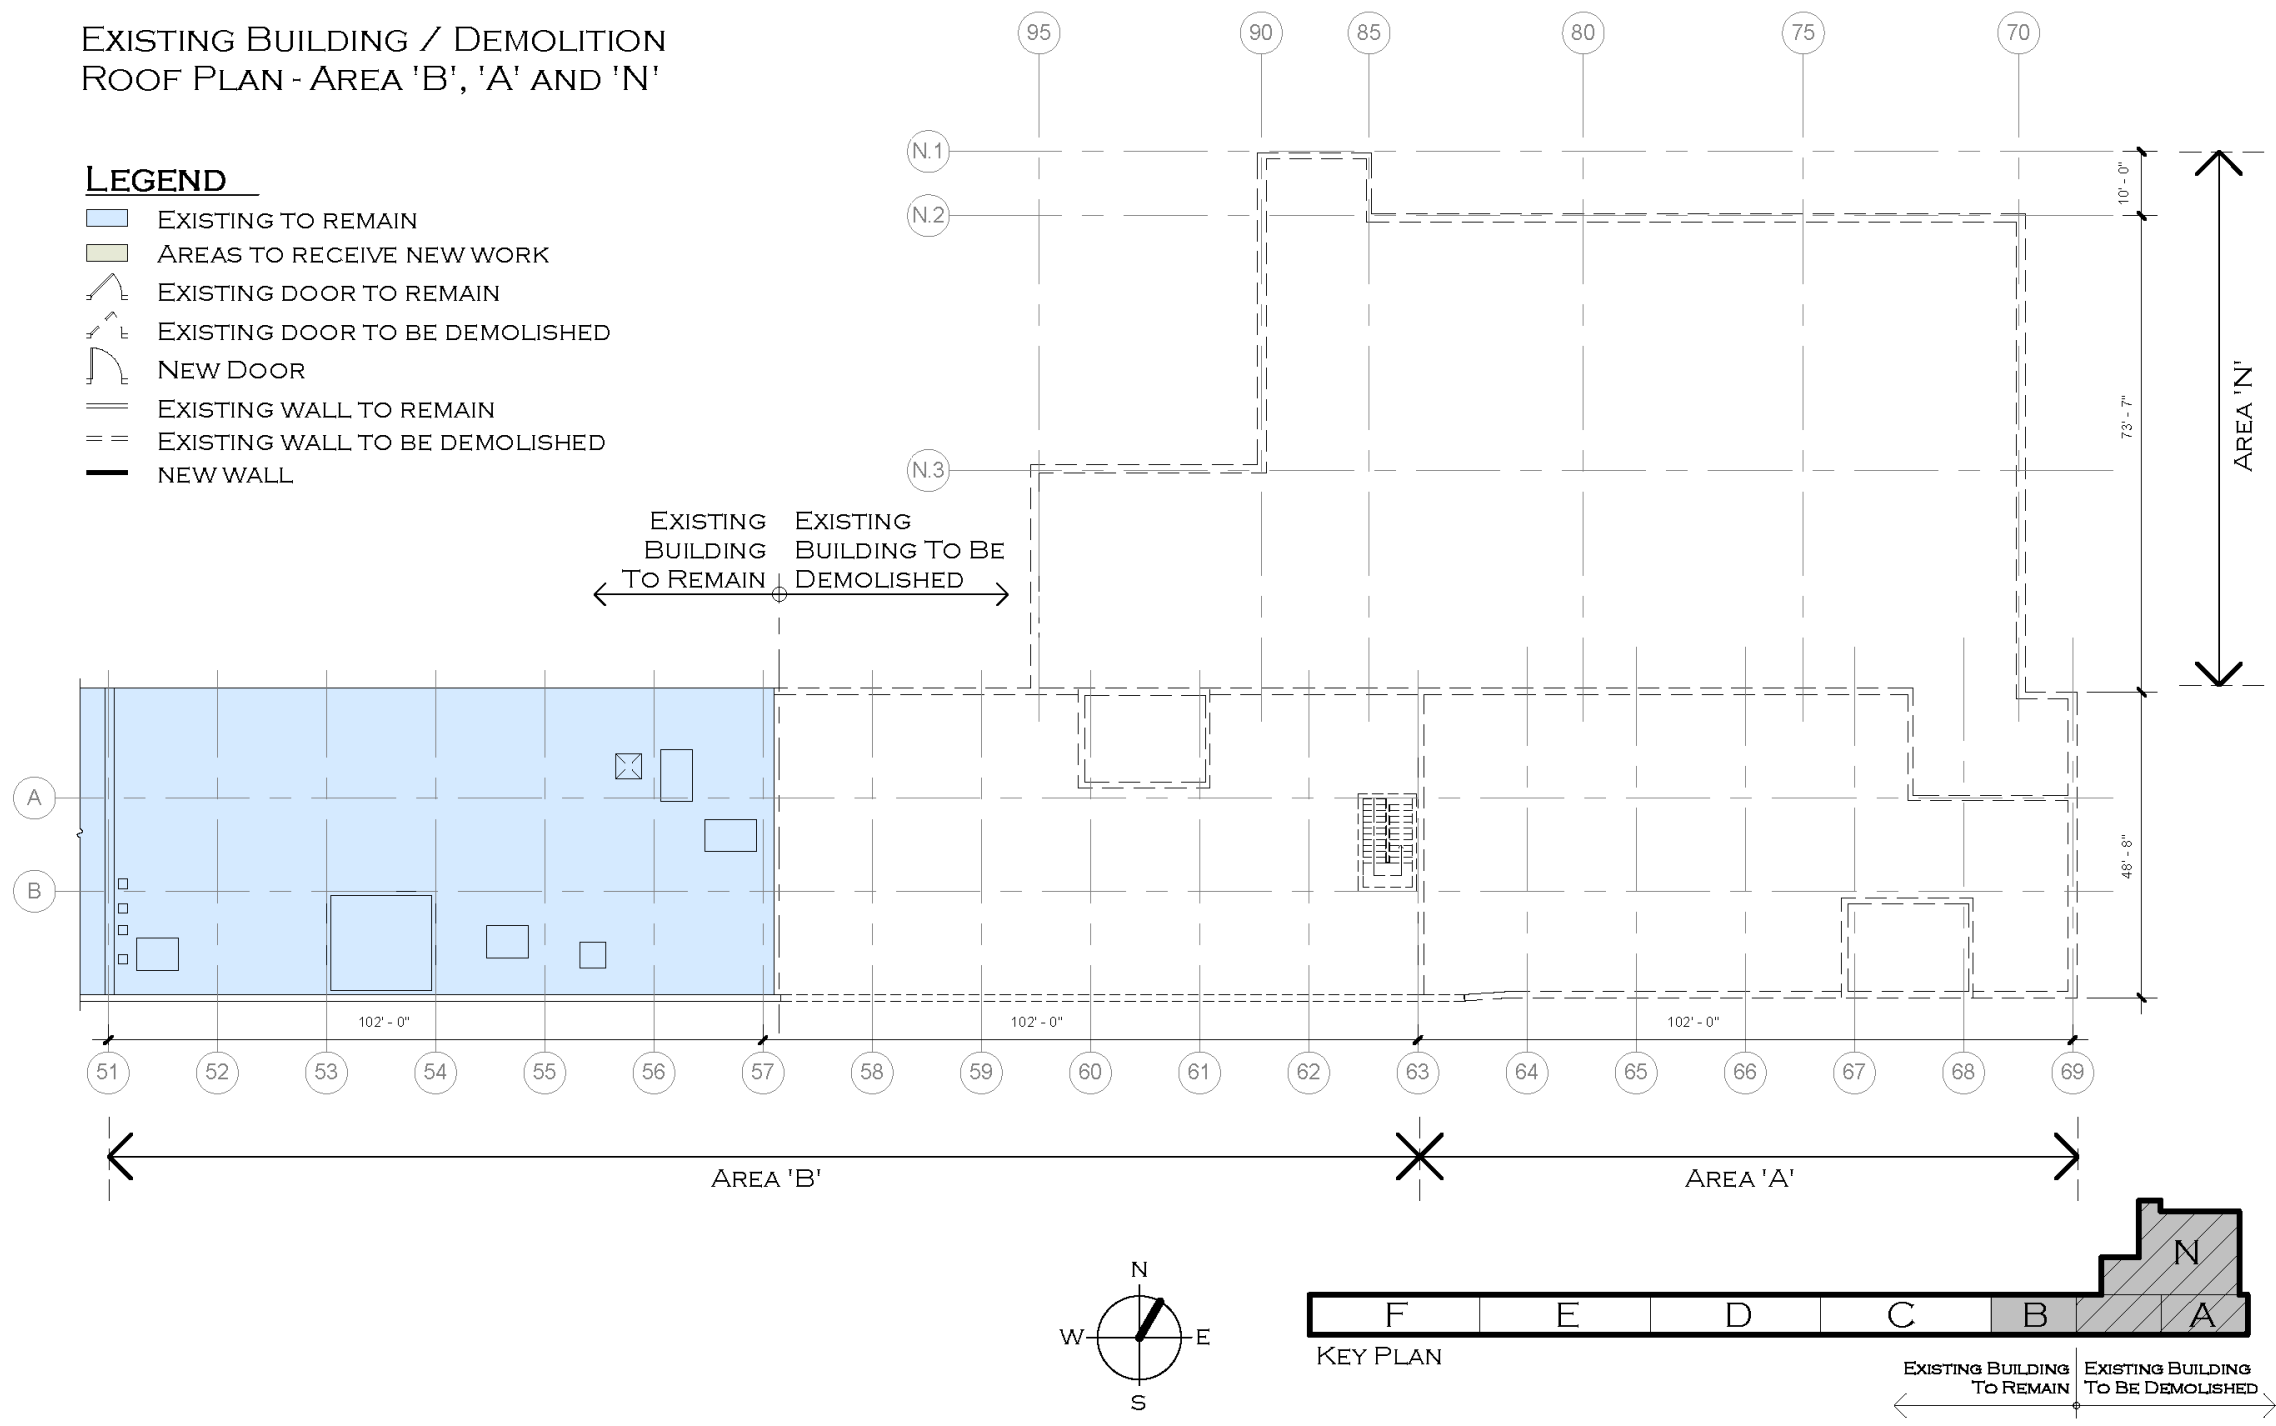 Existing Building / Demolition
Roof Plan - Area 'B', 'A' and 'N'
Legend
Existing to remain
Areas to receive new work
Existing door to remain
Existing door to be demolished
New Door
Existing wall to remain
Existing wall to be demolished
new wall
95 90 85 80 75 70
N.1
N.2
N.3
10' - 0"
73' - 7"
48' - 8"
Area 'N'
Existing
Building
To Remain
Existing
Building To Be
Demolished
A
B
102' - 0" 102' - 0" 102' - 0"
51 52 53 54 55 56 57 58 59 60 61 62 63 64 65 66 67 68 69
Area 'B' Area 'A'
N
W E
S
N
F E D C B A
Key Plan
Existing Building
To Remain
Existing Building
To Be Demolished